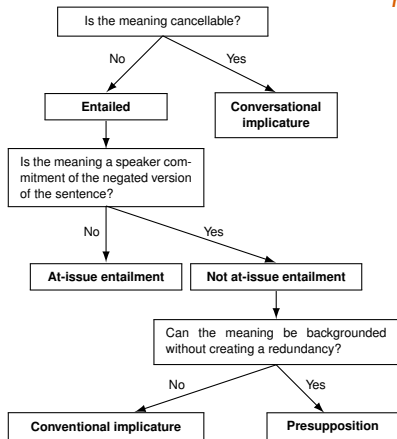 Is the meaning cancellable?
No
Yes
Entailed
Conversational
implicature
Is the meaning a speaker com-
mitment of the negated version
of the sentence?
No
Yes
At-issue entailment
Not at-issue entailment
Can the meaning be backgrounded
without creating a redundancy?
No
Yes
Conventional implicature
Presupposition